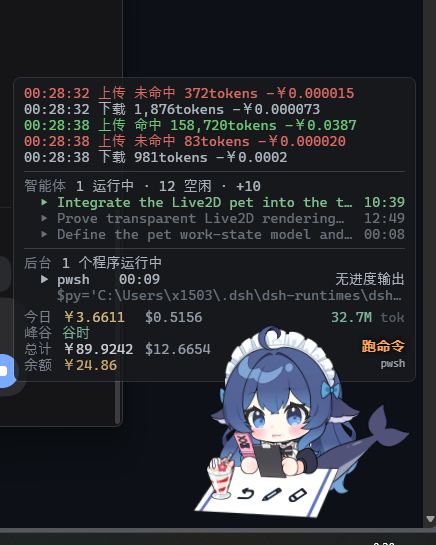 00:28:32 上传 未命中 372tokens -￥0.000015
00:28:32 下载 1,876tokens -￥0.000073
00:28:38 上传 命中 158,720tokens -￥0.0387
00:28:38 上传 未命中 83tokens -￥0.000020
00:28:38 下载 981tokens -￥0.0002
智能体 1 运行中 · 12 空闲 · +10
▸ Integrate the Live2D pet into the t… 10:39
▸ Prove transparent Live2D rendering… 12:49
▸ Define the pet work-state model and… 00:08
后台 1 个程序运行中
▸ pwsh 00:09 无进度输出
$py='C:\Users\x1503\.dsh\dsh-runtimes\dsh…
今日 ￥3.6611 $0.5156 32.7M tok
峰谷 谷时
总计 ￥89.9242 $12.6654
余额 ￥24.86
跑命令
pwsh